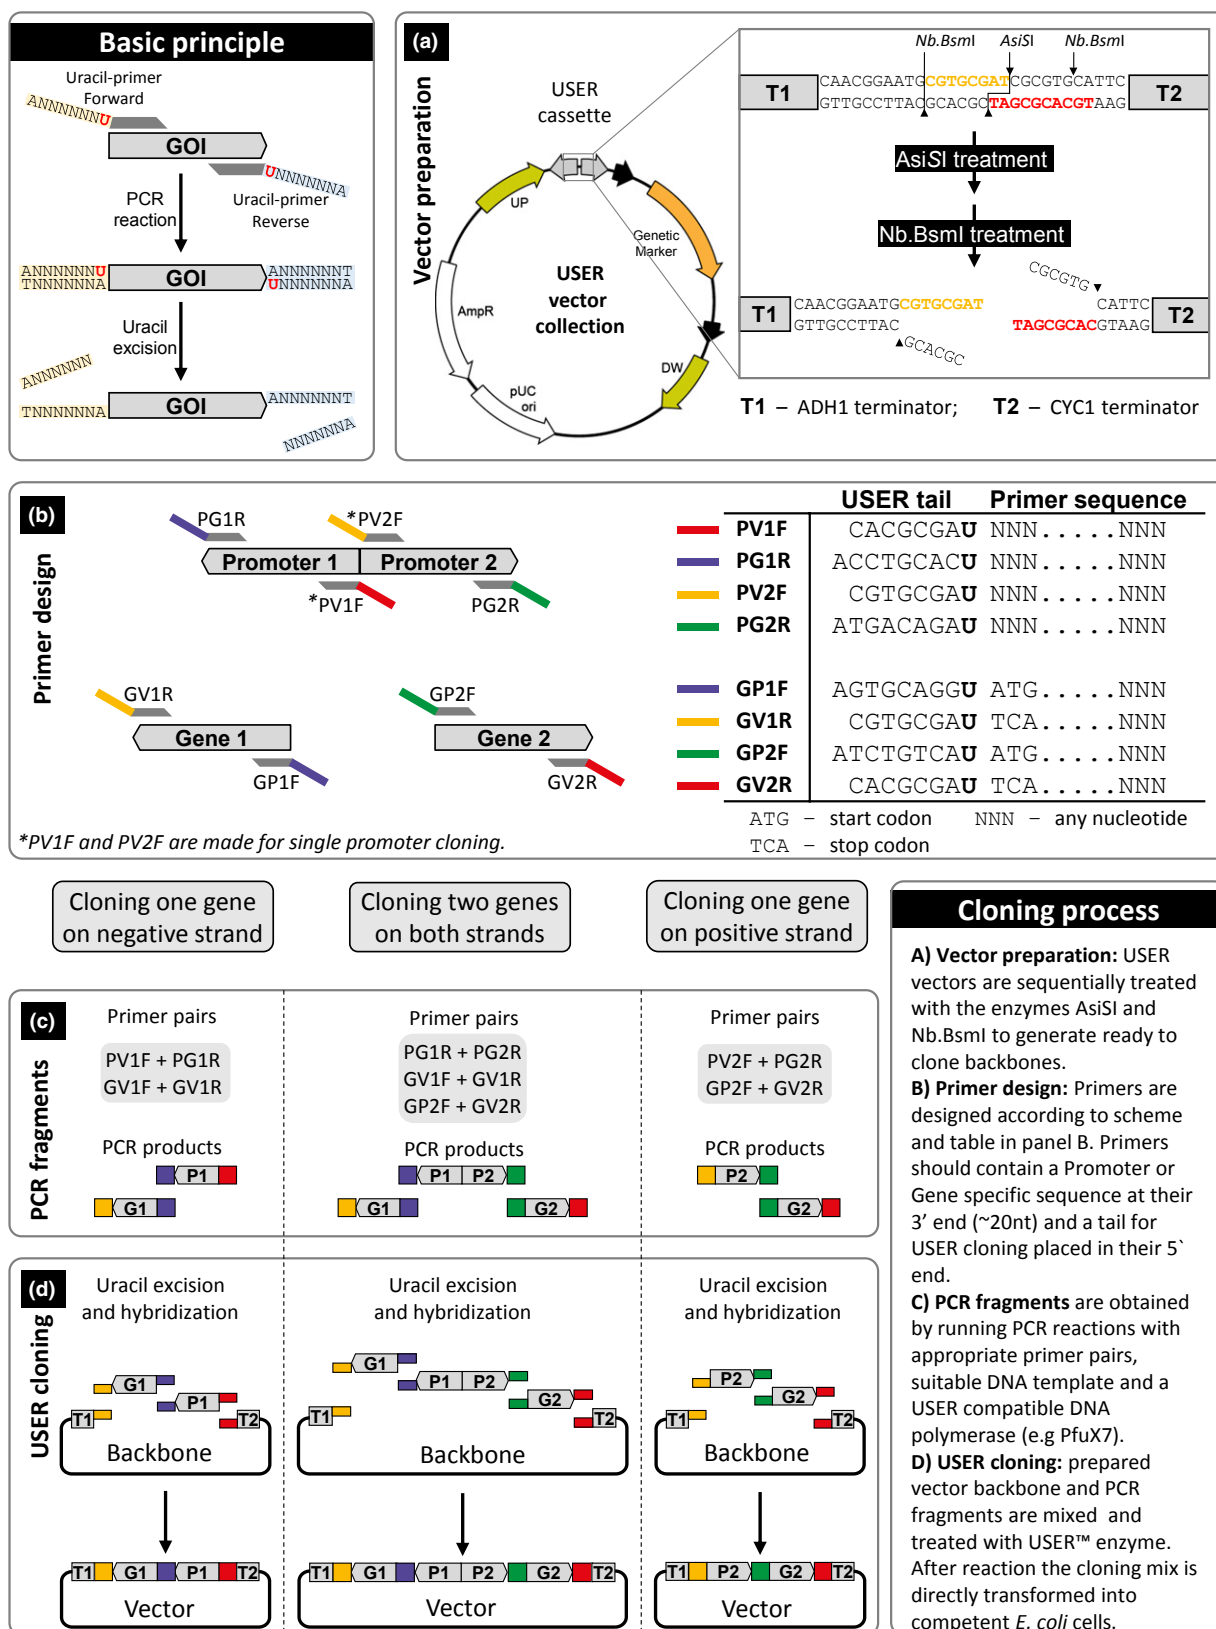 Basic principle
Uracil-primer
Forward
ANNNNNNU
GOI
UNNNNNNA
PCR
reaction
Uracil-primer
Reverse
ANNNNNNU
TNNNNNNA
GOI
ANNNNNNT
UNNNNNNA
Uracil
excision
ANNNNNN
TNNNNNNA
GOI
ANNNNNNT
NNNNNNA
(a)
Vector preparation
USER
cassette
UP
Genetic
Marker
USER
vector
collection
AmpR
pUC
ori
DW
Nb.BsmI AsiSI Nb.BsmI
T1
CAACGGAATGCGTGCGATCGCGTGCATTC
GTTGCCTTACGCACGCTAGCGCACGTAAG
T2
AsiSI treatment
Nb.BsmI treatment
CGCGTG
T1
CAACGGAATGCGTGCGAT
GTTGCCTTAC
GCACGC
CATTC
TAGCGCACGTAAG
T2
T1 – ADH1 terminator; T2 – CYC1 terminator
(b)
Primer design
PG1R
*PV2F
Promoter 1 Promoter 2
*PV1F
PG2R
GV1R
Gene 1
GP1F
GP2F
Gene 2
GV2R
*PV1F and PV2F are made for single promoter cloning.
USER tail Primer sequence
PV1F CACGCGAU NNN.....NNN
PG1R ACCTGCACU NNN.....NNN
PV2F CGTGCGAU NNN.....NNN
PG2R ATGACAGAU NNN.....NNN
GP1F AGTGCAGGU ATG.....NNN
GV1R CGTGCGAU TCA.....NNN
GP2F ATCTGTCAU ATG.....NNN
GV2R CACGCGAU TCA.....NNN
ATG – start codon NNN – any nucleotide
TCA – stop codon
Cloning one gene
on negative strand
Cloning two genes
on both strands
Cloning one gene
on positive strand
(c)
PCR fragments
Primer pairs
PV1F + PG1R
GV1F + GV1R
PCR products
P1
G1
Primer pairs
PG1R + PG2R
GV1F + GV1R
GP2F + GV2R
PCR products
P1 P2
G1 G2
Primer pairs
PV2F + PG2R
GP2F + GV2R
PCR products
P2
G2
(d)
USER cloning
Uracil excision
and hybridization
G1
P1
T1 T2
Backbone
T1 G1 P1 T2
Vector
Uracil excision
and hybridization
G1
P1 P2
G2
T1 T2
Backbone
T1 G1 P1 P2 G2 T2
Vector
Uracil excision
and hybridization
P2
G2
T1 T2
Backbone
T1 P2 G2 T2
Vector
Cloning process
A) Vector preparation: USER
vectors are sequentially treated
with the enzymes AsiSI and
Nb.BsmI to generate ready to
clone backbones.
B) Primer design: Primers are
designed according to scheme
and table in panel B. Primers
should contain a Promoter or
Gene specific sequence at their
3’ end (~20nt) and a tail for
USER cloning placed in their 5`
end.
C) PCR fragments are obtained
by running PCR reactions with
appropriate primer pairs,
suitable DNA template and a
USER compatible DNA
polymerase (e.g PfuX7).
D) USER cloning: prepared
vector backbone and PCR
fragments are mixed and
treated with USER™ enzyme.
After reaction the cloning mix is
directly transformed into
competent E. coli cells.